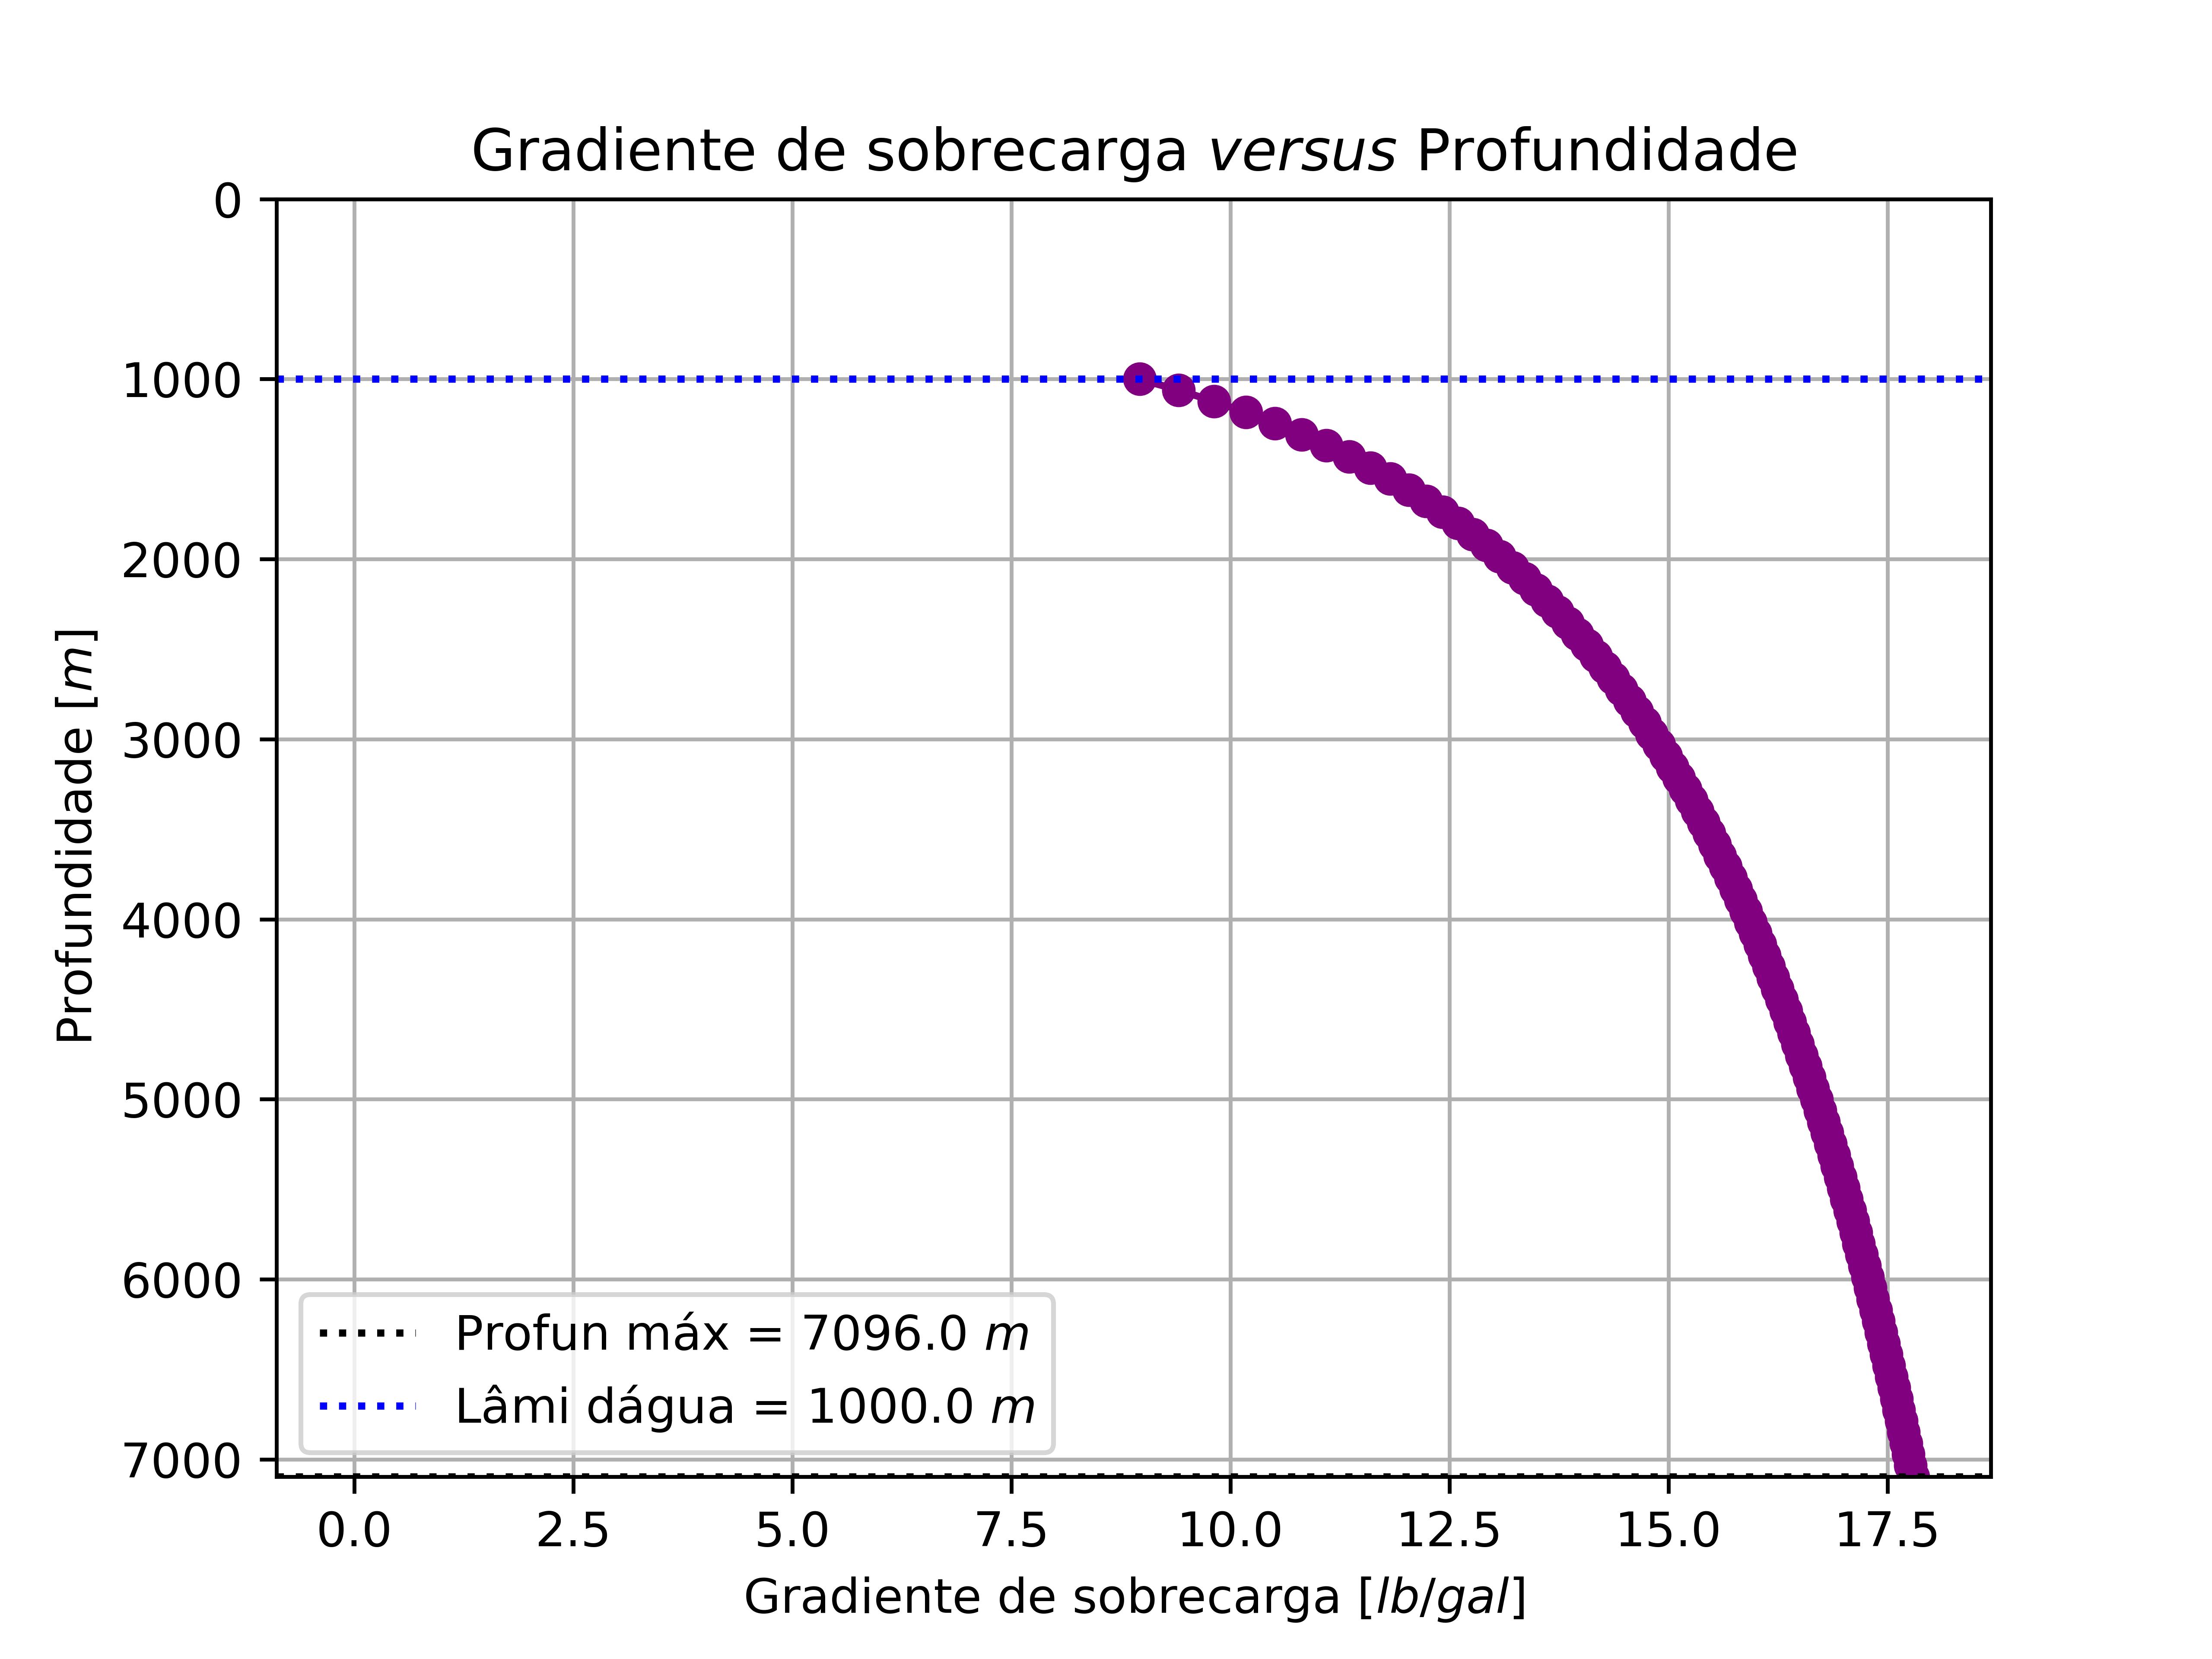 Gradiente de sobrecarga versus Profundidade
0
1000
2000
3000
4000
5000
6000
7000
Profundidade [m]
Profun máx = 7096.0 m
Lâmi dágua = 1000.0 m
0.0 2.5 5.0 7.5 10.0 12.5 15.0 17.5
Gradiente de sobrecarga [lb/gal]